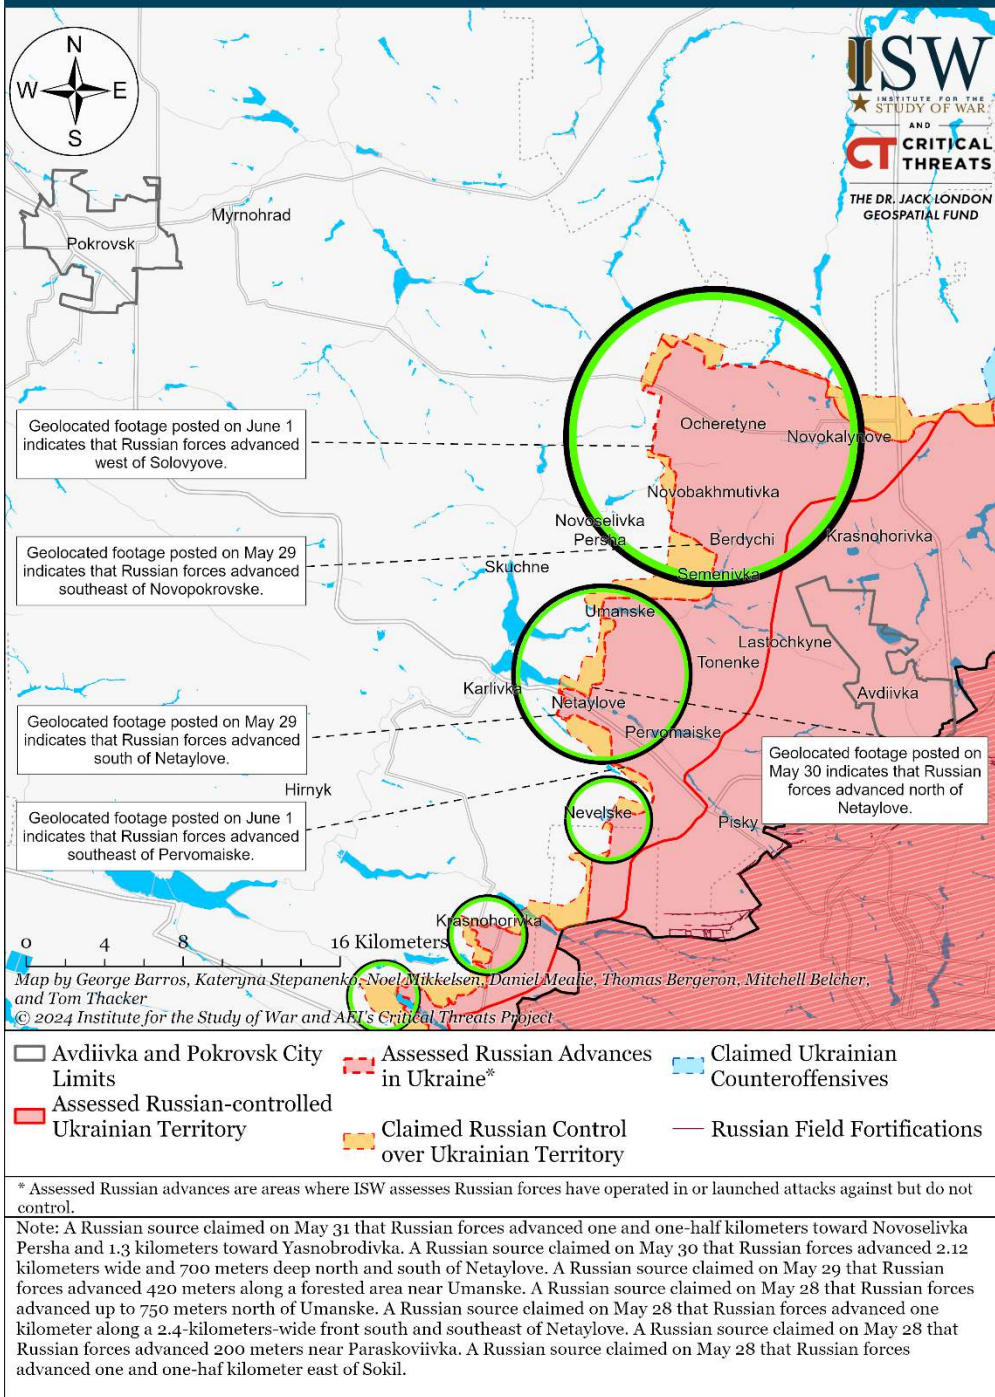 N
W E
S
ISW
INSTITUTE FOR THE
STUDY OF WAR
AND
CT CRITICAL
THREATS
THE DR. JACK LONDON
GEOSPATIAL FUND
Myrnohrad
Pokrovsk
Geolocated footage posted on June 1
indicates that Russian forces advanced
west of Solovyove.
Ocheretyne
Novokalynove
Novobakhmutivka
Novoselivka
Persha
Berdychi
Krasnohorivka
Geolocated footage posted on May 29
indicates that Russian forces advanced
southeast of Novopokrovske.
Skuchne
Semenivka
Umanske
Lastochkyne
Tonenke
Karlivka
Avdiivka
Netaylove
Pervomaiske
Geolocated footage posted on May 29
indicates that Russian forces advanced
south of Netaylove.
Geolocated footage posted on
May 30 indicates that Russian
forces advanced north of
Netaylove.
Hirnyk
Nevelske
Pisky
Geolocated footage posted on June 1
indicates that Russian forces advanced
southeast of Pervomaiske.
Krasnohorivka
0 4 8 16 Kilometers
Map by George Barros, Kateryna Stepanenko, Noel Mikkelsen, Daniel Mealie, Thomas Bergeron, Mitchell Belcher,
and Tom Thacker
© 2024 Institute for the Study of War and AEI's Critical Threats Project
Avdiivka and Pokrovsk City
Limits
Assessed Russian-controlled
Ukrainian Territory
Assessed Russian Advances
in Ukraine*
Claimed Russian Control
over Ukrainian Territory
Claimed Ukrainian
Counteroffensives
Russian Field Fortifications
* Assessed Russian advances are areas where ISW assesses Russian forces have operated in or launched attacks against but do not
control.
Note: A Russian source claimed on May 31 that Russian forces advanced one and one-half kilometers toward Novoselivka
Persha and 1.3 kilometers toward Yasnobrodivka. A Russian source claimed on May 30 that Russian forces advanced 2.12
kilometers wide and 700 meters deep north and south of Netaylove. A Russian source claimed on May 29 that Russian
forces advanced 420 meters along a forested area near Umanske. A Russian source claimed on May 28 that Russian forces
advanced up to 750 meters north of Umanske. A Russian source claimed on May 28 that Russian forces advanced one
kilometer along a 2.4-kilometers-wide front south and southeast of Netaylove. A Russian source claimed on May 28 that
Russian forces advanced 200 meters near Paraskoviivka. A Russian source claimed on May 28 that Russian forces
advanced one and one-haf kilometer east of Sokil.